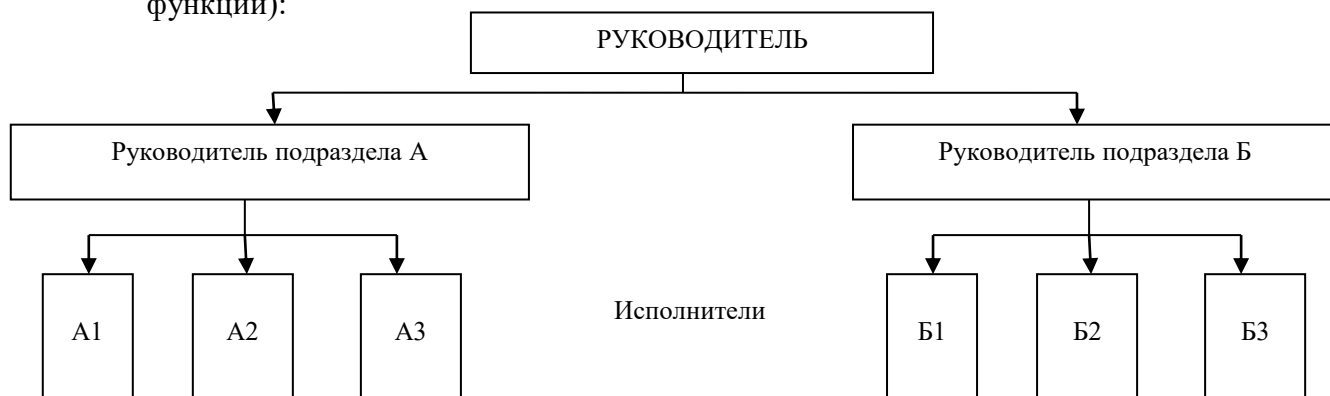 функции):
РУКОВОДИТЕЛЬ
Руководитель подраздела А
Руководитель подраздела Б
А1
А2
А3
Исполнители
Б1
Б2
Б3